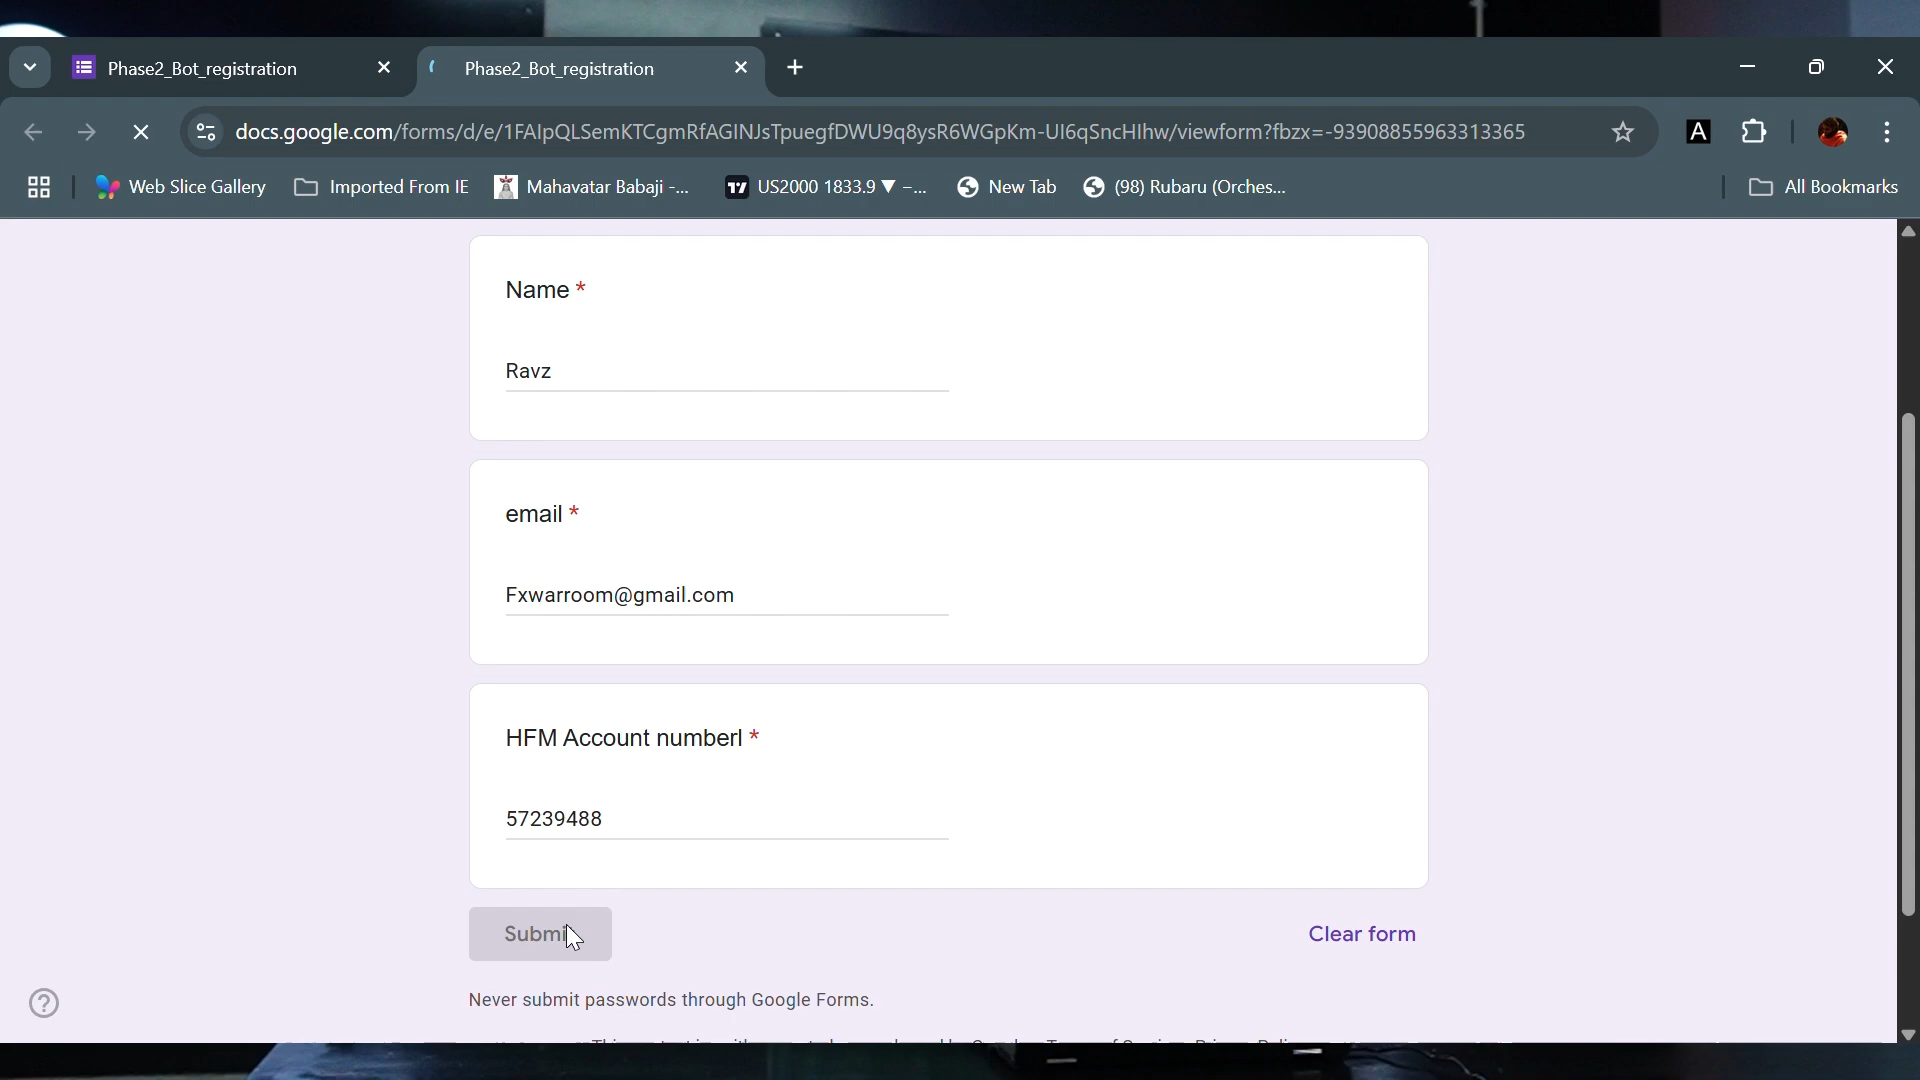 Phase2_Bot_registration
Phase2_Bot_registration
docs.google.com/forms/d/e/1FAIpQLSemKTCgmRfAGINJsTpuegfDWU9q8ysR6WGpKm-UI6qSncHIhw/viewform?fbzx=-93908855963313365
A
Web Slice Gallery
Imported From IE
Mahavatar Babaji -...
US2000 1833.9 ▼ −...
New Tab
(98) Rubaru (Orches...
All Bookmarks
Name *
Ravz
email *
Fxwarroom@gmail.com
HFM Account numberl *
57239488
Submi
Clear form
Never submit passwords through Google Forms.